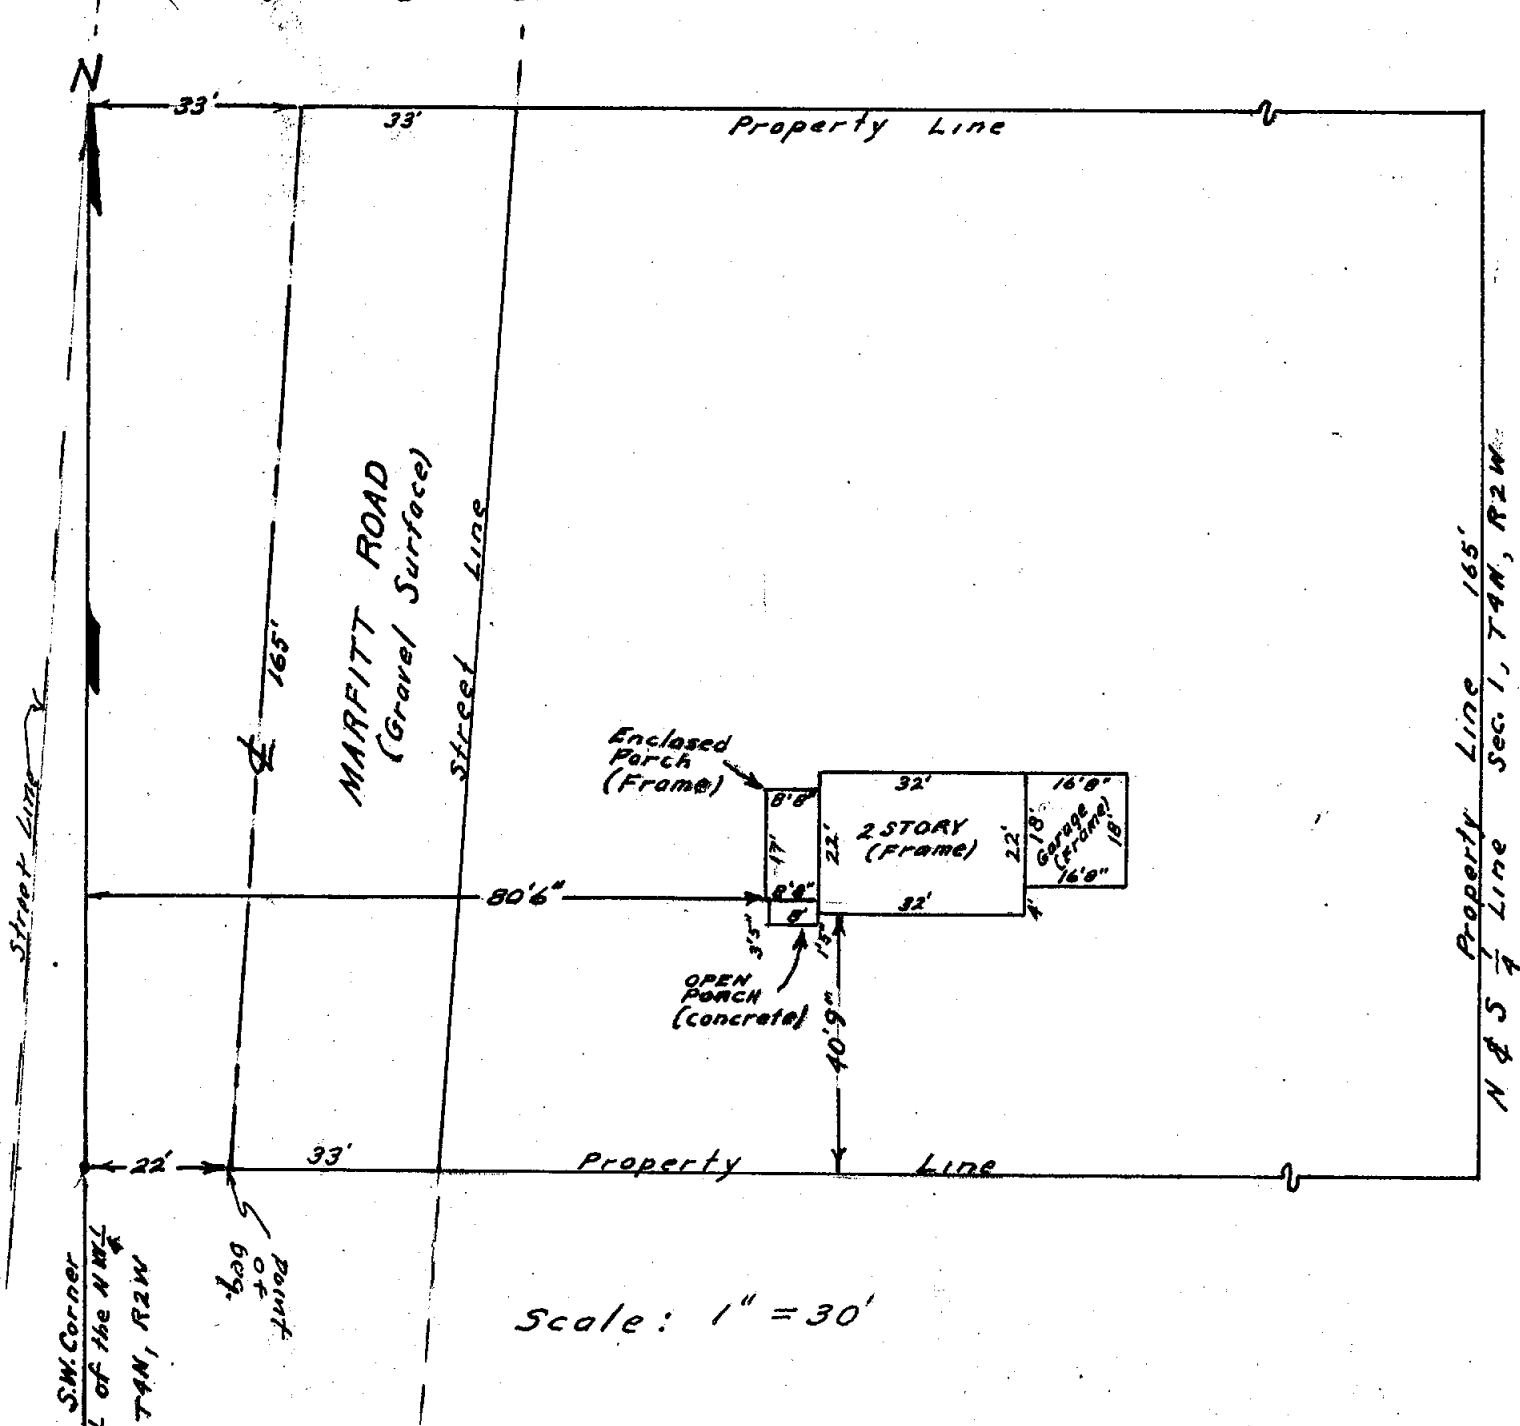 N
33'
33'
Property Line
MARFITT ROAD
(Gravel Surface)
Street Line
165'
℄
Street Line
Property Line 165'
N & S 1/4 Line Sec. 1, T4N, R2W
Enclosed
Porch
(Frame)
8'8"
17'
8'8"
8'
3'5"
1'5"
32'
22'
2 STORY
(Frame)
22'
32'
16'8"
18'
Garage
(Frame)
18'
16'8"
4'
80'6"
OPEN
PORCH
(concrete)
40'9"
22'
33'
Property Line
Point
of
beg.
S.W. Corner
of the NW 1/4
T4N, R2W
Scale: 1" = 30'